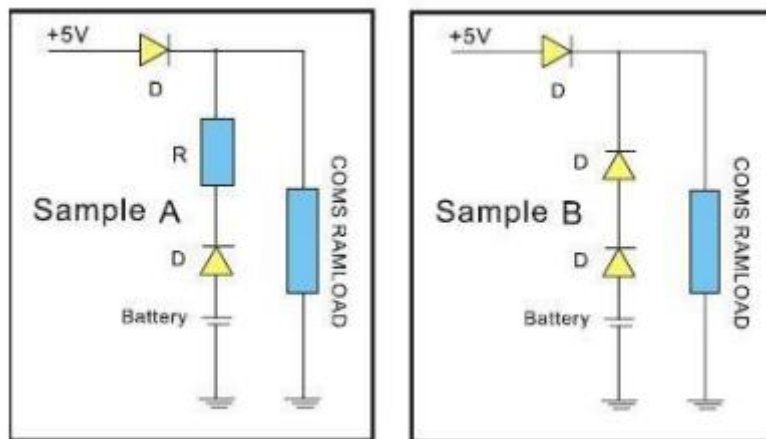 +5V
D
R
Sample A
D
Battery
COMS RAMLOAD
+5V
D
D
Sample B
D
Battery
COMS RAMLOAD